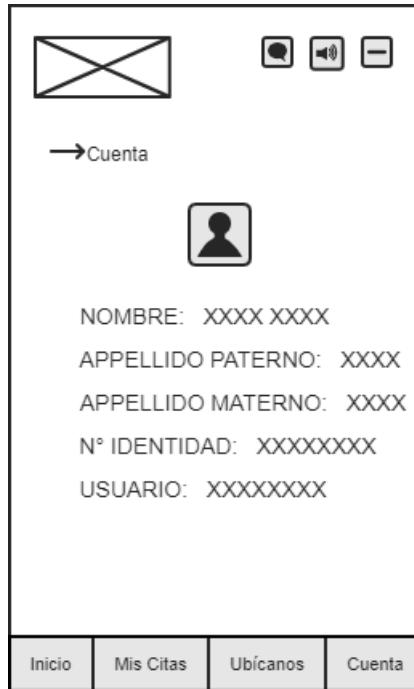 Cuenta
NOMBRE: XXXX XXXX
APPELLIDO PATERNO: XXXX
APPELLIDO MATERNO: XXXX
N° IDENTIDAD: XXXXXXXX
USUARIO: XXXXXXXX
Inicio Mis Citas Ubícanos Cuenta